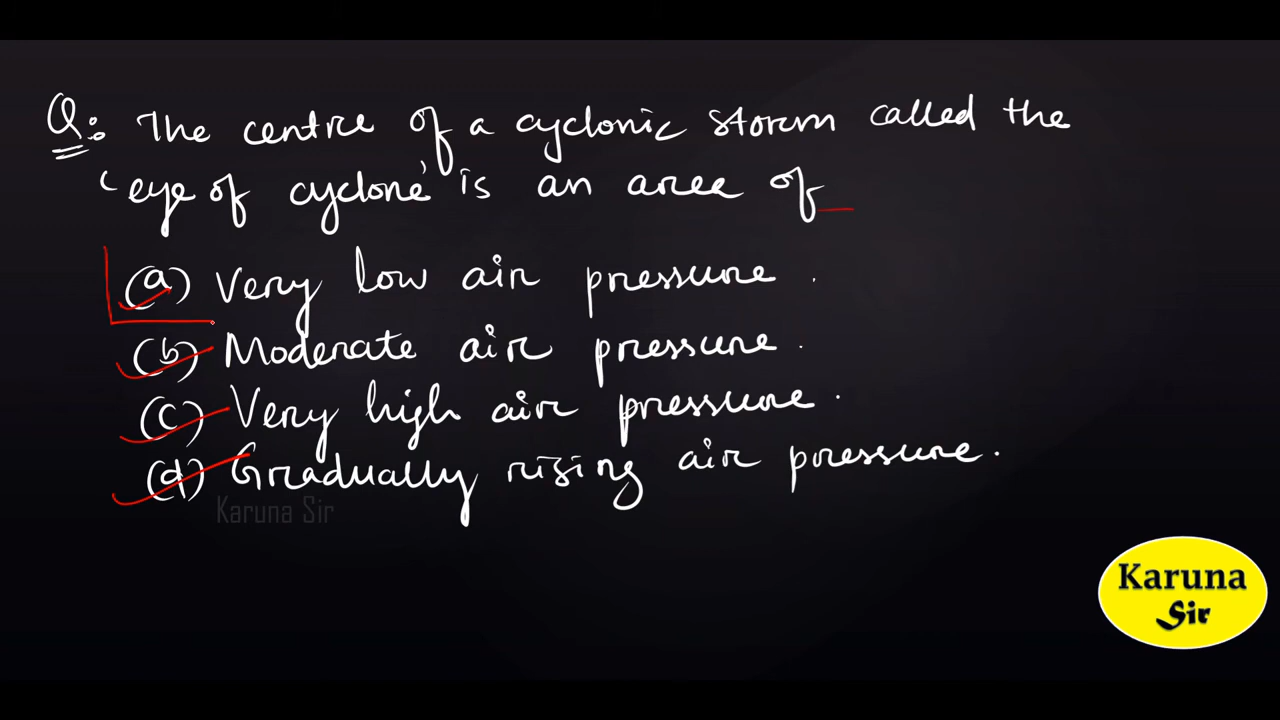 Q: The centre of a cyclonic storm called the
'eye of cyclone' is an area of _
(a) Very low air pressure.
(b) Moderate air pressure.
(c) Very high air pressure.
(d) Gradually rising air pressure.
Karuna Sir
Karuna
Sir